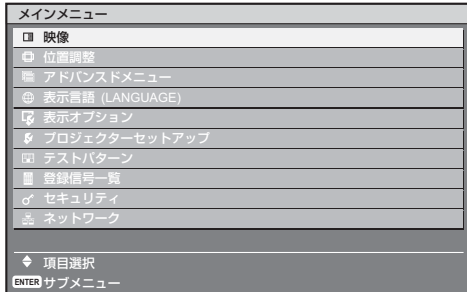 メインメニュー
映像
位置調整
アドバンスドメニュー
表示言語 (LANGUAGE)
表示オプション
プロジェクターセットアップ
テストパターン
登録信号一覧
セキュリティ
ネットワーク
項目選択
ENTER サブメニュー